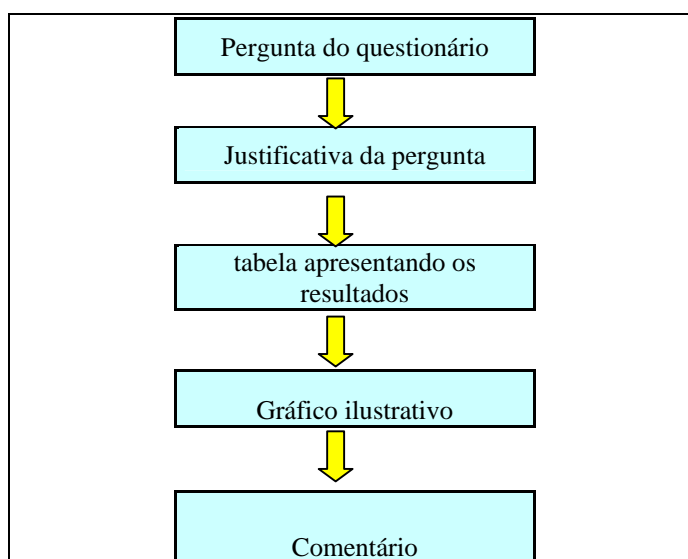 Pergunta do questionário
Justificativa da pergunta
tabela apresentando os
resultados
Gráfico ilustrativo
Comentário